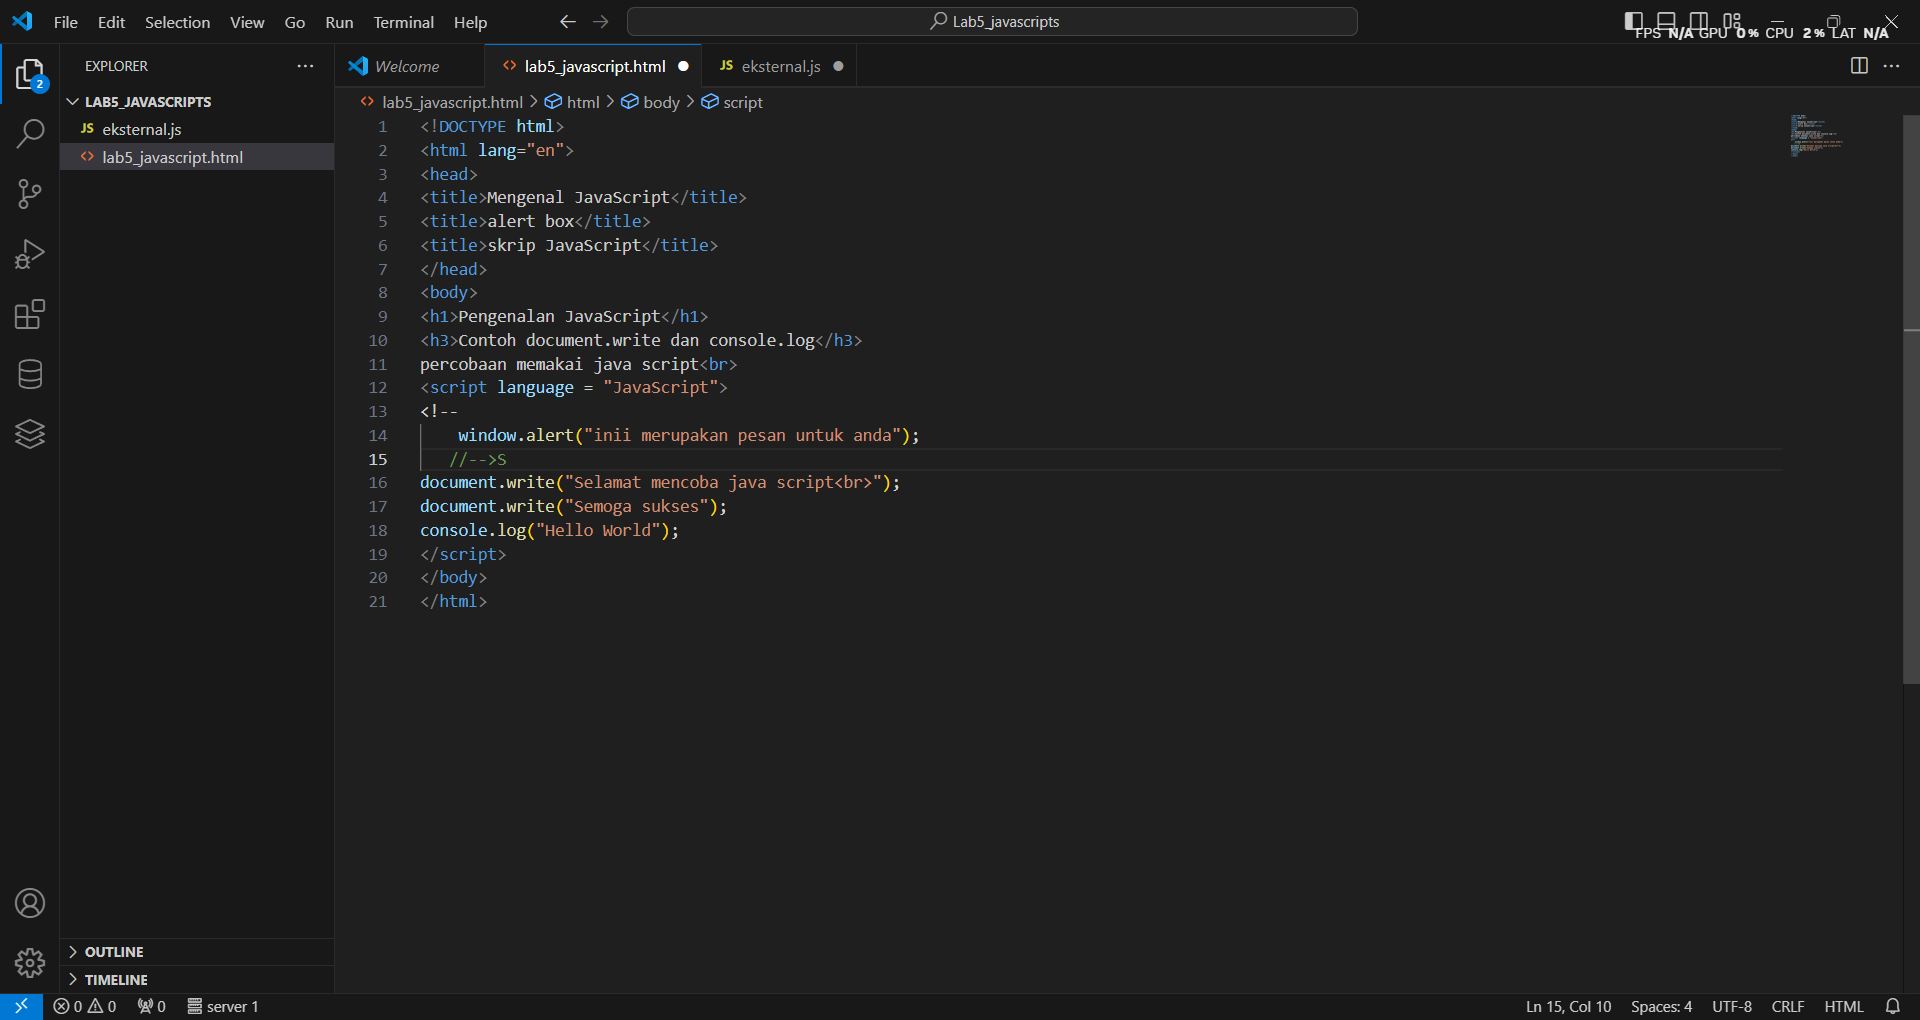 File Edit Selection View Go Run Terminal Help
Lab5_javascripts
FPS N/A GPU 0% CPU 2% LAT N/A
EXPLORER
Welcome
lab5_javascript.html
JS eksternal.js
2
LAB5_JAVASCRIPTS
JS eksternal.js
lab5_javascript.html
lab5_javascript.html > html > body > script
1 <!DOCTYPE html>
2 <html lang="en">
3 <head>
4 <title>Mengenal JavaScript</title>
5 <title>alert box</title>
6 <title>skrip JavaScript</title>
7 </head>
8 <body>
9 <h1>Pengenalan JavaScript</h1>
10 <h3>Contoh document.write dan console.log</h3>
11 percobaan memakai java script<br>
12 <script language = "JavaScript">
13 <!--
14 window.alert("inii merupakan pesan untuk anda");
15 //-->S
16 document.write("Selamat mencoba java script<br>");
17 document.write("Semoga sukses");
18 console.log("Hello World");
19 </script>
20 </body>
21 </html>
OUTLINE
TIMELINE
0 0 0 server 1
Ln 15, Col 10 Spaces: 4 UTF-8 CRLF HTML